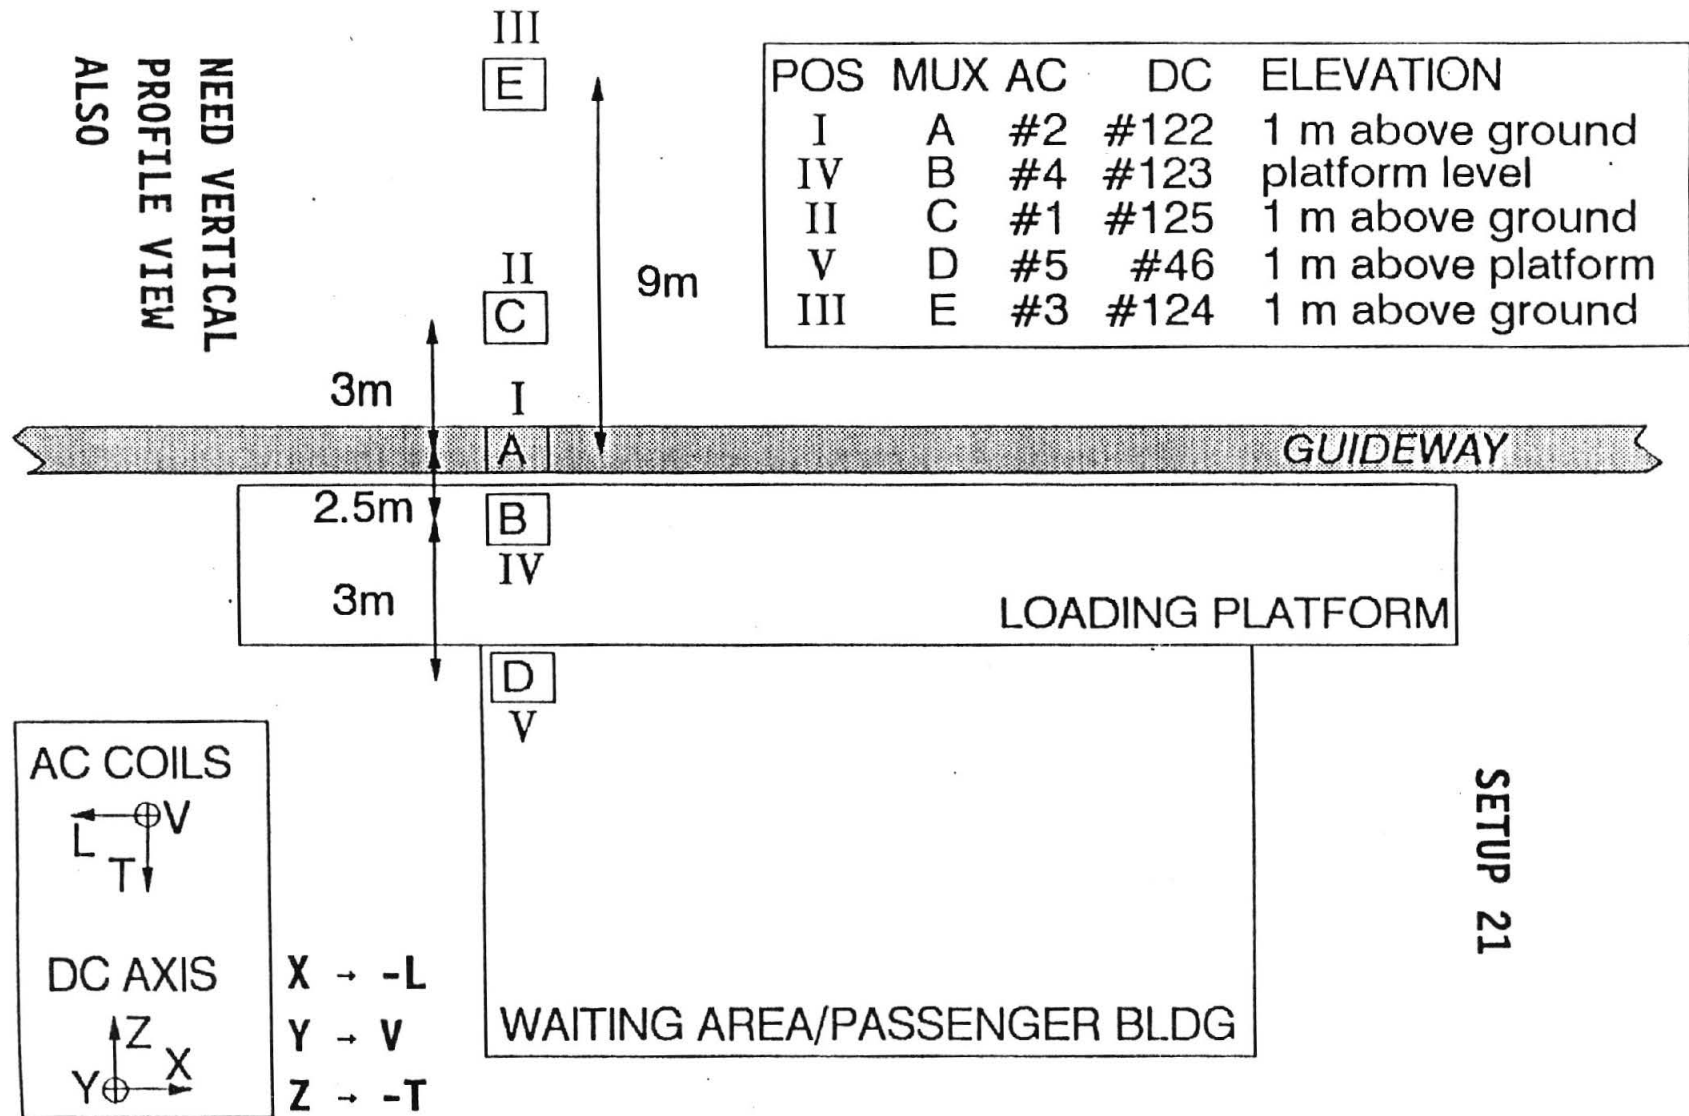 NEED VERTICAL
PROFILE VIEW
ALSO
III
E
II
C
9m
3m
I
A
GUIDEWAY
2.5m
B
IV
3m
LOADING PLATFORM
D
V
WAITING AREA/PASSENGER BLDG
POS MUX AC DC ELEVATION
I A #2 #122 1 m above ground
IV B #4 #123 platform level
II C #1 #125 1 m above ground
V D #5 #46 1 m above platform
III E #3 #124 1 m above ground
AC COILS
V
L
T
DC AXIS
Z
X
Y
X → -L
Y → V
Z → -T
SETUP 21